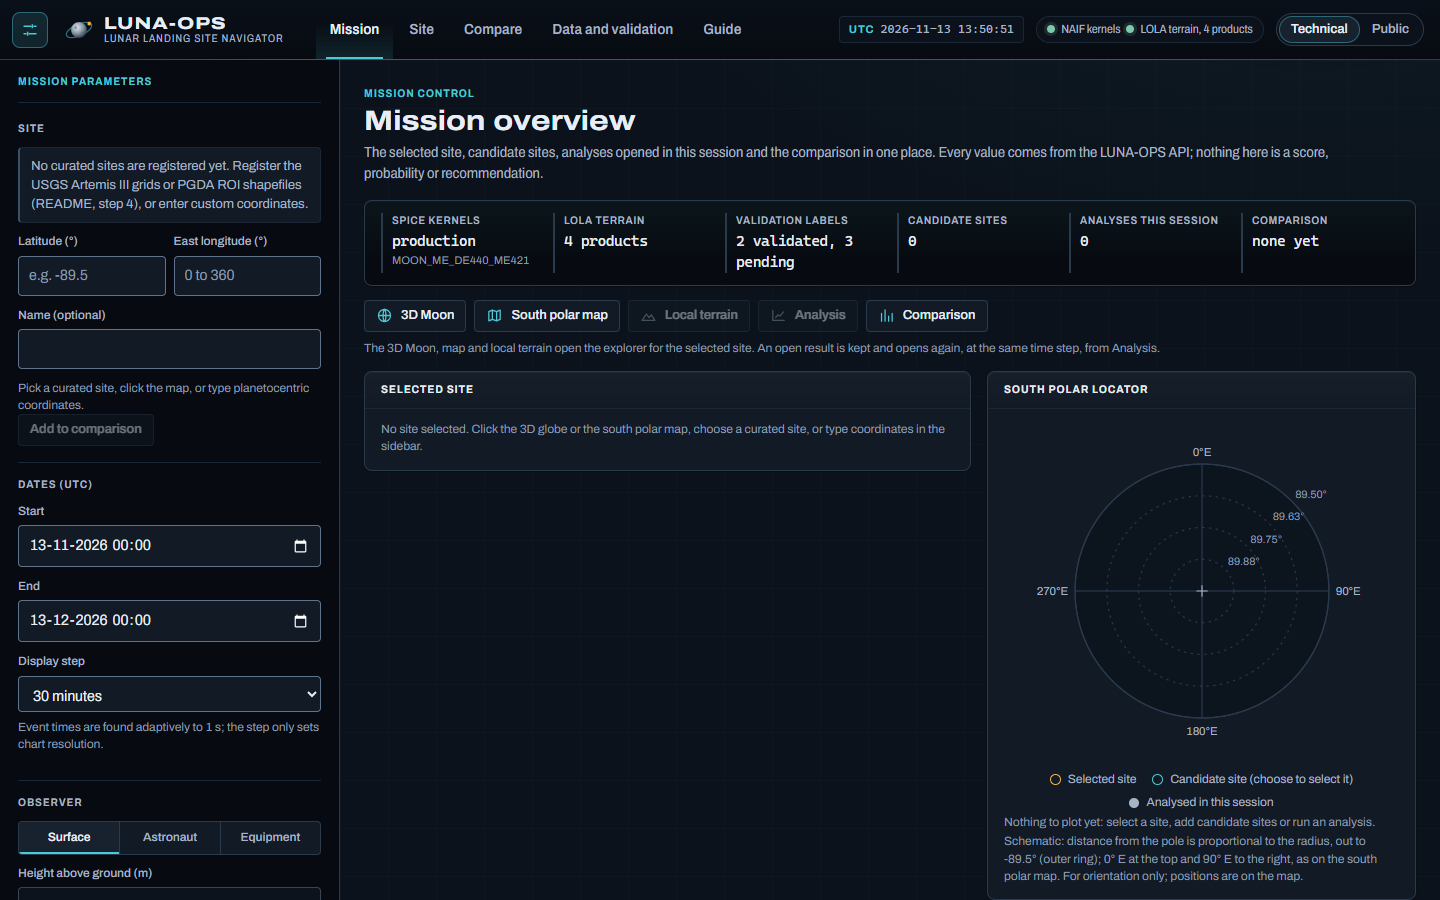 LUNA-OPS
LUNAR LANDING SITE NAVIGATOR
Mission
Site
Compare
Data and validation
Guide
UTC 2026-11-13 13:50:51
NAIF kernels
LOLA terrain, 4 products
Technical
Public
MISSION PARAMETERS
SITE
No curated sites are registered yet. Register the
USGS Artemis III grids or PGDA ROI shapefiles
(README, step 4), or enter custom coordinates.
Latitude (°)
East longitude (°)
e.g. -89.5
0 to 360
Name (optional)
Pick a curated site, click the map, or type planetocentric
coordinates.
Add to comparison
DATES (UTC)
Start
13-11-2026 00:00
End
13-12-2026 00:00
Display step
30 minutes
Event times are found adaptively to 1 s; the step only sets
chart resolution.
OBSERVER
Surface
Astronaut
Equipment
Height above ground (m)
MISSION CONTROL
Mission overview
The selected site, candidate sites, analyses opened in this session and the comparison in one place. Every value comes from the LUNA-OPS API; nothing here is a score,
probability or recommendation.
SPICE KERNELS
production
MOON_ME_DE440_ME421
LOLA TERRAIN
4 products
VALIDATION LABELS
2 validated, 3
pending
CANDIDATE SITES
0
ANALYSES THIS SESSION
0
COMPARISON
none yet
3D Moon
South polar map
Local terrain
Analysis
Comparison
The 3D Moon, map and local terrain open the explorer for the selected site. An open result is kept and opens again, at the same time step, from Analysis.
SELECTED SITE
No site selected. Click the 3D globe or the south polar map, choose a curated site, or type coordinates in the
sidebar.
SOUTH POLAR LOCATOR
0°E
89.50°
89.63°
89.75°
89.88°
270°E
90°E
180°E
Selected site
Candidate site (choose to select it)
Analysed in this session
Nothing to plot yet: select a site, add candidate sites or run an analysis.
Schematic: distance from the pole is proportional to the radius, out to
-89.5° (outer ring); 0° E at the top and 90° E to the right, as on the south
polar map. For orientation only; positions are on the map.